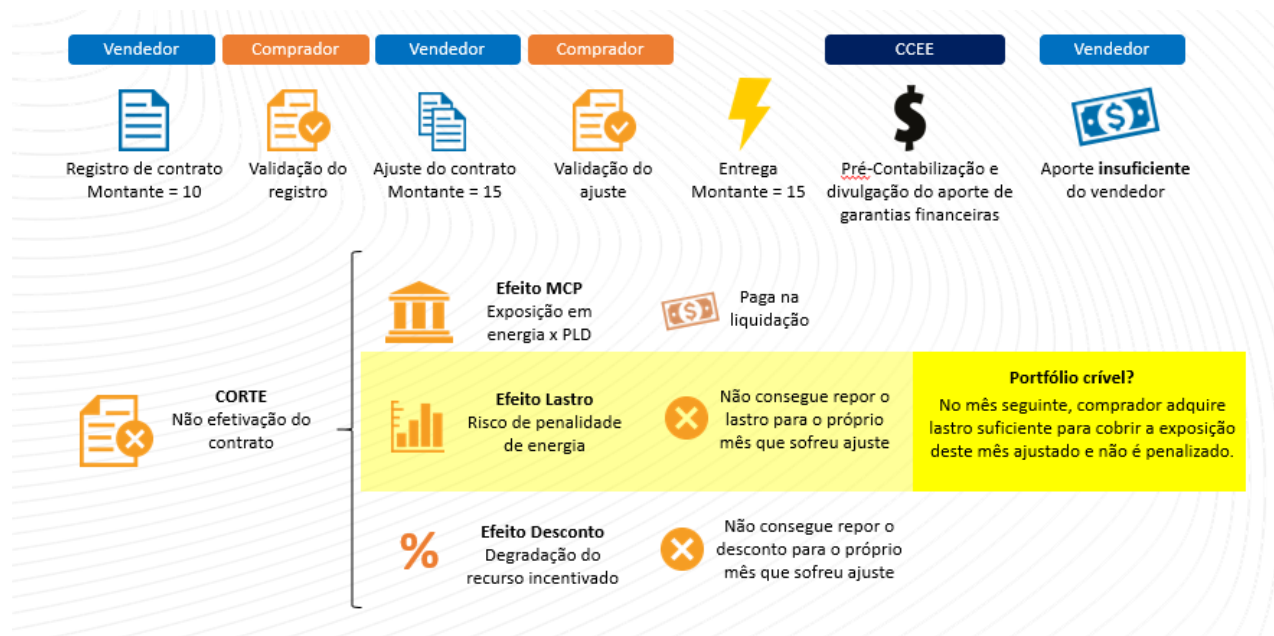 Vendedor
Comprador
Vendedor
Comprador
CCEE
Vendedor
Registro de contrato
Montante = 10
Validação do
registro
Ajuste do contrato
Montante = 15
Validação do
ajuste
Entrega
Montante = 15
Pré-Contabilização e
divulgação do aporte de
garantias financeiras
Aporte insuficiente
do vendedor
CORTE
Não efetivação do
contrato
Efeito MCP
Exposição em
energia x PLD
Paga na
liquidação
Efeito Lastro
Risco de penalidade
de energia
Não consegue repor o
lastro para o próprio
mês que sofreu ajuste
Portfólio crível?
No mês seguinte, comprador adquire
lastro suficiente para cobrir a exposição
deste mês ajustado e não é penalizado.
%
Efeito Desconto
Degradação do
recurso incentivado
Não consegue repor o
desconto para o próprio
mês que sofreu ajuste